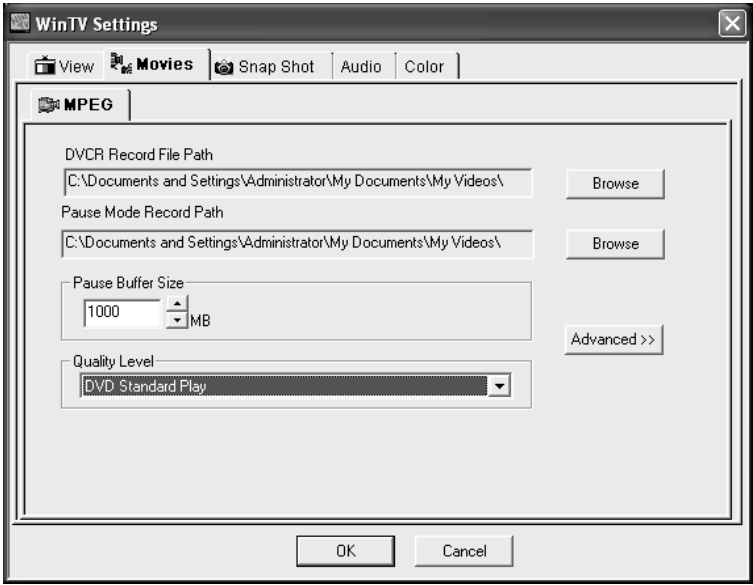 WinTV Settings
View Movies Snap Shot Audio Color
MPEG
DVCR Record File Path
C:\Documents and Settings\Administrator\My Documents\My Videos\
Browse
Pause Mode Record Path
C:\Documents and Settings\Administrator\My Documents\My Videos\
Browse
Pause Buffer Size
1000 MB
Advanced >>
Quality Level
DVD Standard Play
OK Cancel